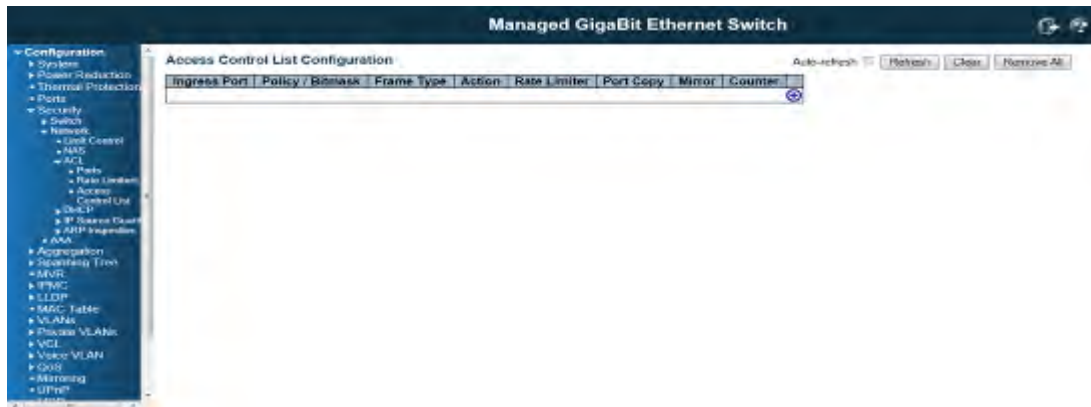 Managed GigaBit Ethernet Switch
Configuration
System
Power Reduction
Thermal Protection
Ports
Security
Switch
Network
Limit Control
NAS
ACL
Ports
Rate Limiters
Access
Control List
DHCP
IP Source Guard
ARP Inspection
AAA
Aggregation
Spanning Tree
MVR
IPMC
LLDP
MAC Table
VLANs
Private VLANs
VCL
Voice VLAN
QoS
Mirroring
UPnP
Access Control List Configuration
Auto-refresh Refresh Clear Remove All
Ingress Port Policy / Bitmask Frame Type Action Rate Limiter Port Copy Mirror Counter